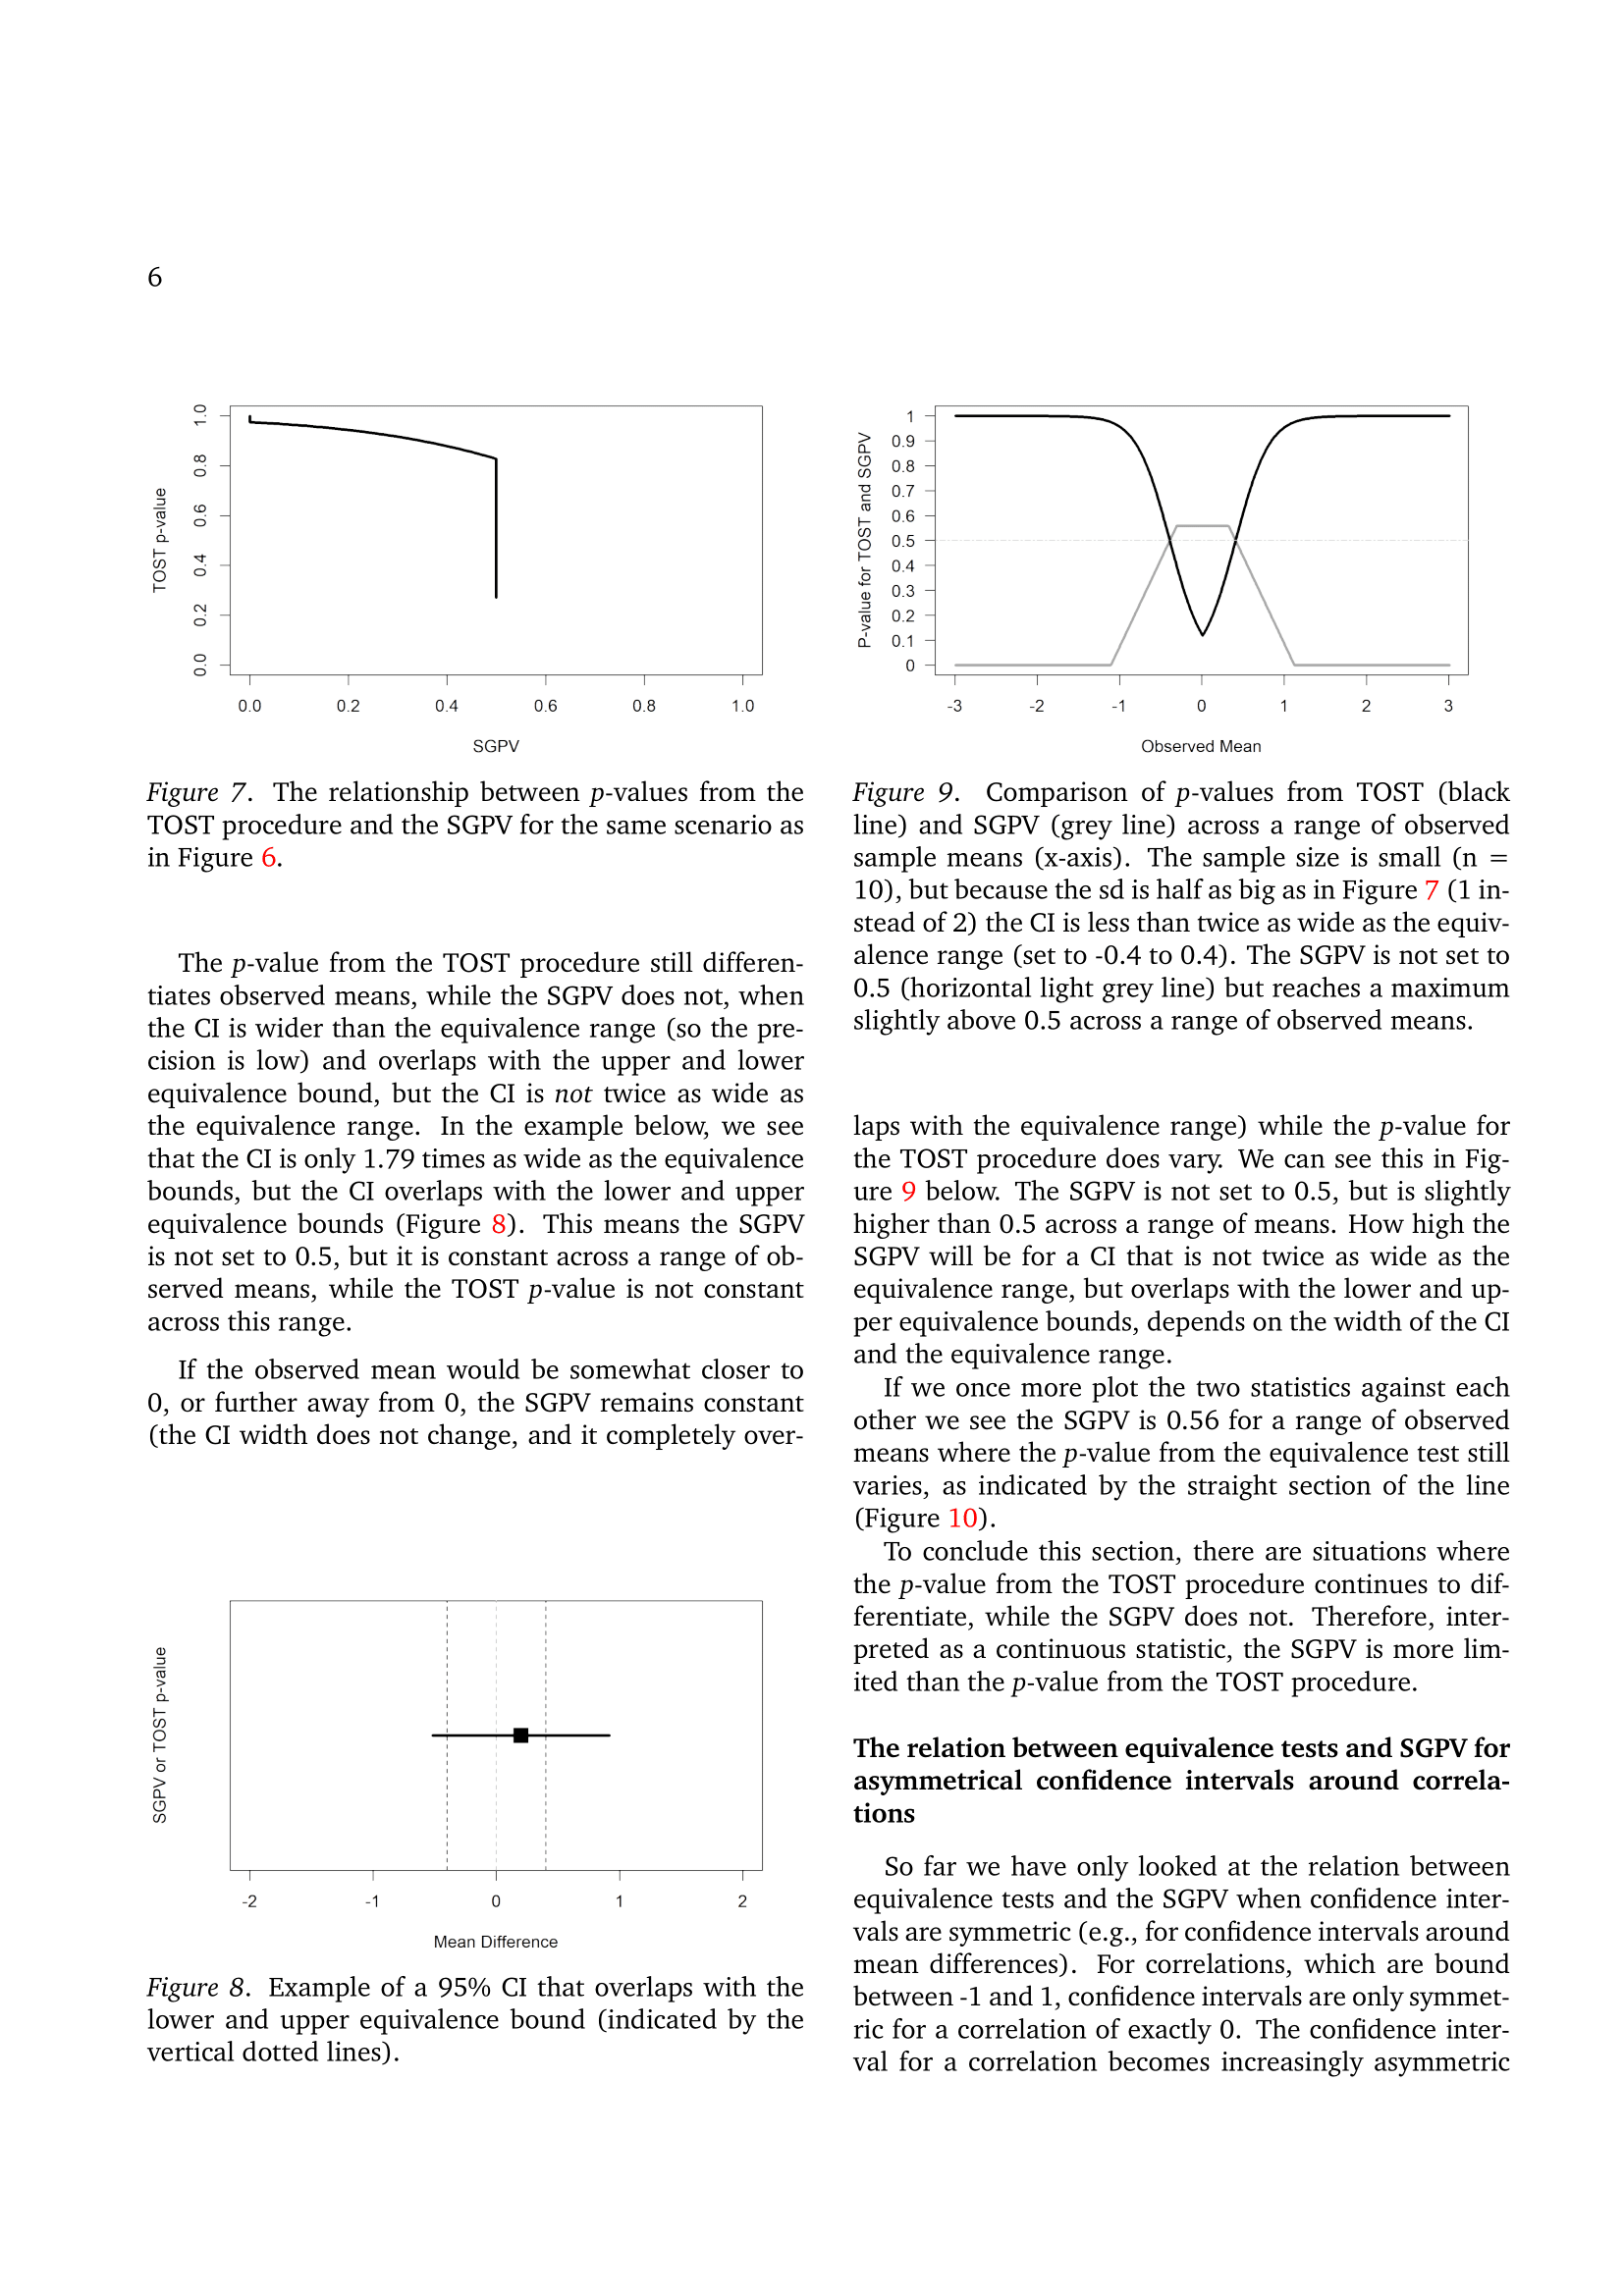 6
1.0
0.8
0.6
0.4
0.2
0.0
TOST p-value
0.0 0.2 0.4 0.6 0.8 1.0
SGPV
Figure 7. The relationship between p-values from the
TOST procedure and the SGPV for the same scenario as
in Figure 6.
The p-value from the TOST procedure still differen-
tiates observed means, while the SGPV does not, when
the CI is wider than the equivalence range (so the pre-
cision is low) and overlaps with the upper and lower
equivalence bound, but the CI is not twice as wide as
the equivalence range. In the example below, we see
that the CI is only 1.79 times as wide as the equivalence
bounds, but the CI overlaps with the lower and upper
equivalence bounds (Figure 8). This means the SGPV
is not set to 0.5, but it is constant across a range of ob-
served means, while the TOST p-value is not constant
across this range.
If the observed mean would be somewhat closer to
0, or further away from 0, the SGPV remains constant
(the CI width does not change, and it completely over-
SGPV or TOST p-value
-2 -1 0 1 2
Mean Difference
Figure 8. Example of a 95% CI that overlaps with the
lower and upper equivalence bound (indicated by the
vertical dotted lines).
P-value for TOST and SGPV
1
0.9
0.8
0.7
0.6
0.5
0.4
0.3
0.2
0.1
0
-3 -2 -1 0 1 2 3
Observed Mean
Figure 9. Comparison of p-values from TOST (black
line) and SGPV (grey line) across a range of observed
sample means (x-axis). The sample size is small (n =
10), but because the sd is half as big as in Figure 7 (1 in-
stead of 2) the CI is less than twice as wide as the equiv-
alence range (set to -0.4 to 0.4). The SGPV is not set to
0.5 (horizontal light grey line) but reaches a maximum
slightly above 0.5 across a range of observed means.
laps with the equivalence range) while the p-value for
the TOST procedure does vary. We can see this in Fig-
ure 9 below. The SGPV is not set to 0.5, but is slightly
higher than 0.5 across a range of means. How high the
SGPV will be for a CI that is not twice as wide as the
equivalence range, but overlaps with the lower and up-
per equivalence bounds, depends on the width of the CI
and the equivalence range.
If we once more plot the two statistics against each
other we see the SGPV is 0.56 for a range of observed
means where the p-value from the equivalence test still
varies, as indicated by the straight section of the line
(Figure 10).
To conclude this section, there are situations where
the p-value from the TOST procedure continues to dif-
ferentiate, while the SGPV does not. Therefore, inter-
preted as a continuous statistic, the SGPV is more lim-
ited than the p-value from the TOST procedure.
The relation between equivalence tests and SGPV for
asymmetrical confidence intervals around correla-
tions
So far we have only looked at the relation between
equivalence tests and the SGPV when confidence inter-
vals are symmetric (e.g., for confidence intervals around
mean differences). For correlations, which are bound
between -1 and 1, confidence intervals are only symmet-
ric for a correlation of exactly 0. The confidence inter-
val for a correlation becomes increasingly asymmetric